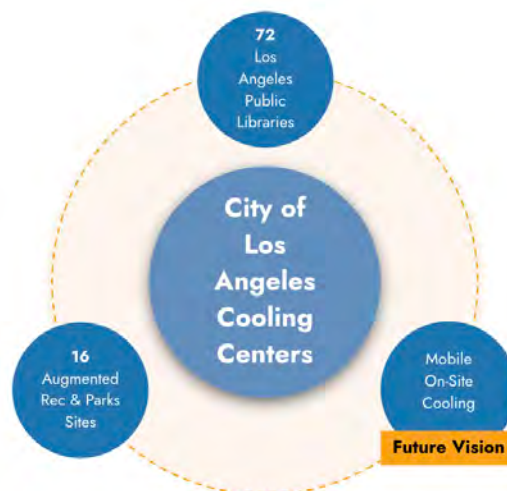 72
Los
Angeles
Public
Libraries
City of
Los
Angeles
Cooling
Centers
16
Augmented
Rec & Parks
Sites
Mobile
On-Site
Cooling
Future Vision